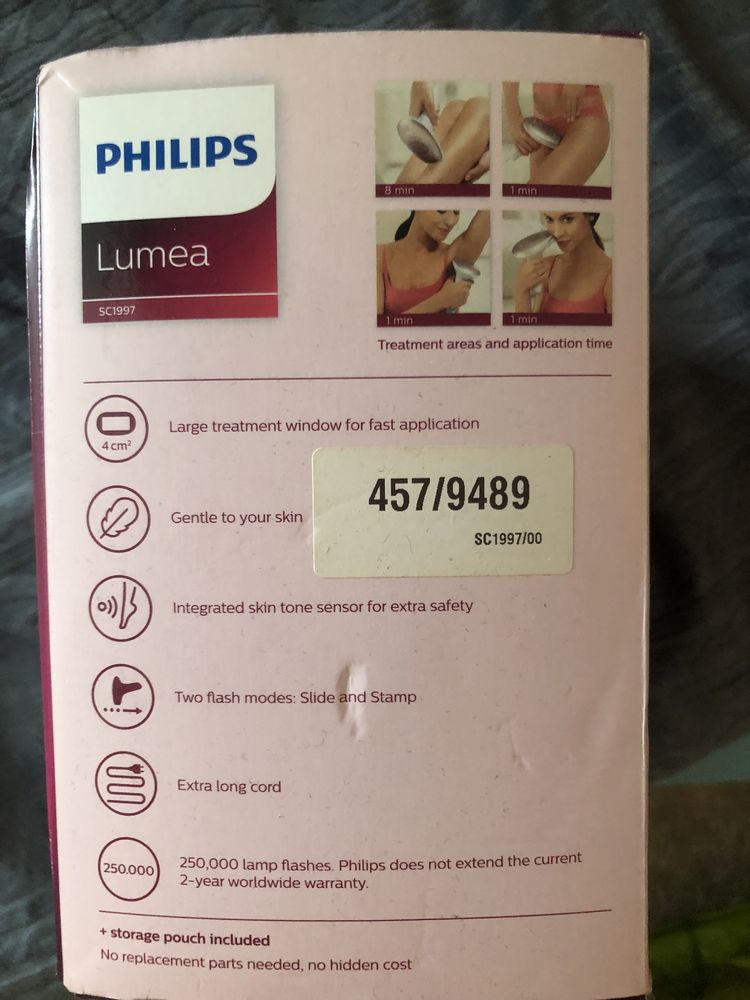 PHILIPS
Lumea
SC1997
8 min
1 min
1 min
1 min
Treatment areas and application time
4 cm²
Large treatment window for fast application
457/9489
SC1997/00
Gentle to your skin
Integrated skin tone sensor for extra safety
Two flash modes: Slide and Stamp
Extra long cord
250.000
250,000 lamp flashes. Philips does not extend the current
2-year worldwide warranty.
+ storage pouch included
No replacement parts needed, no hidden cost